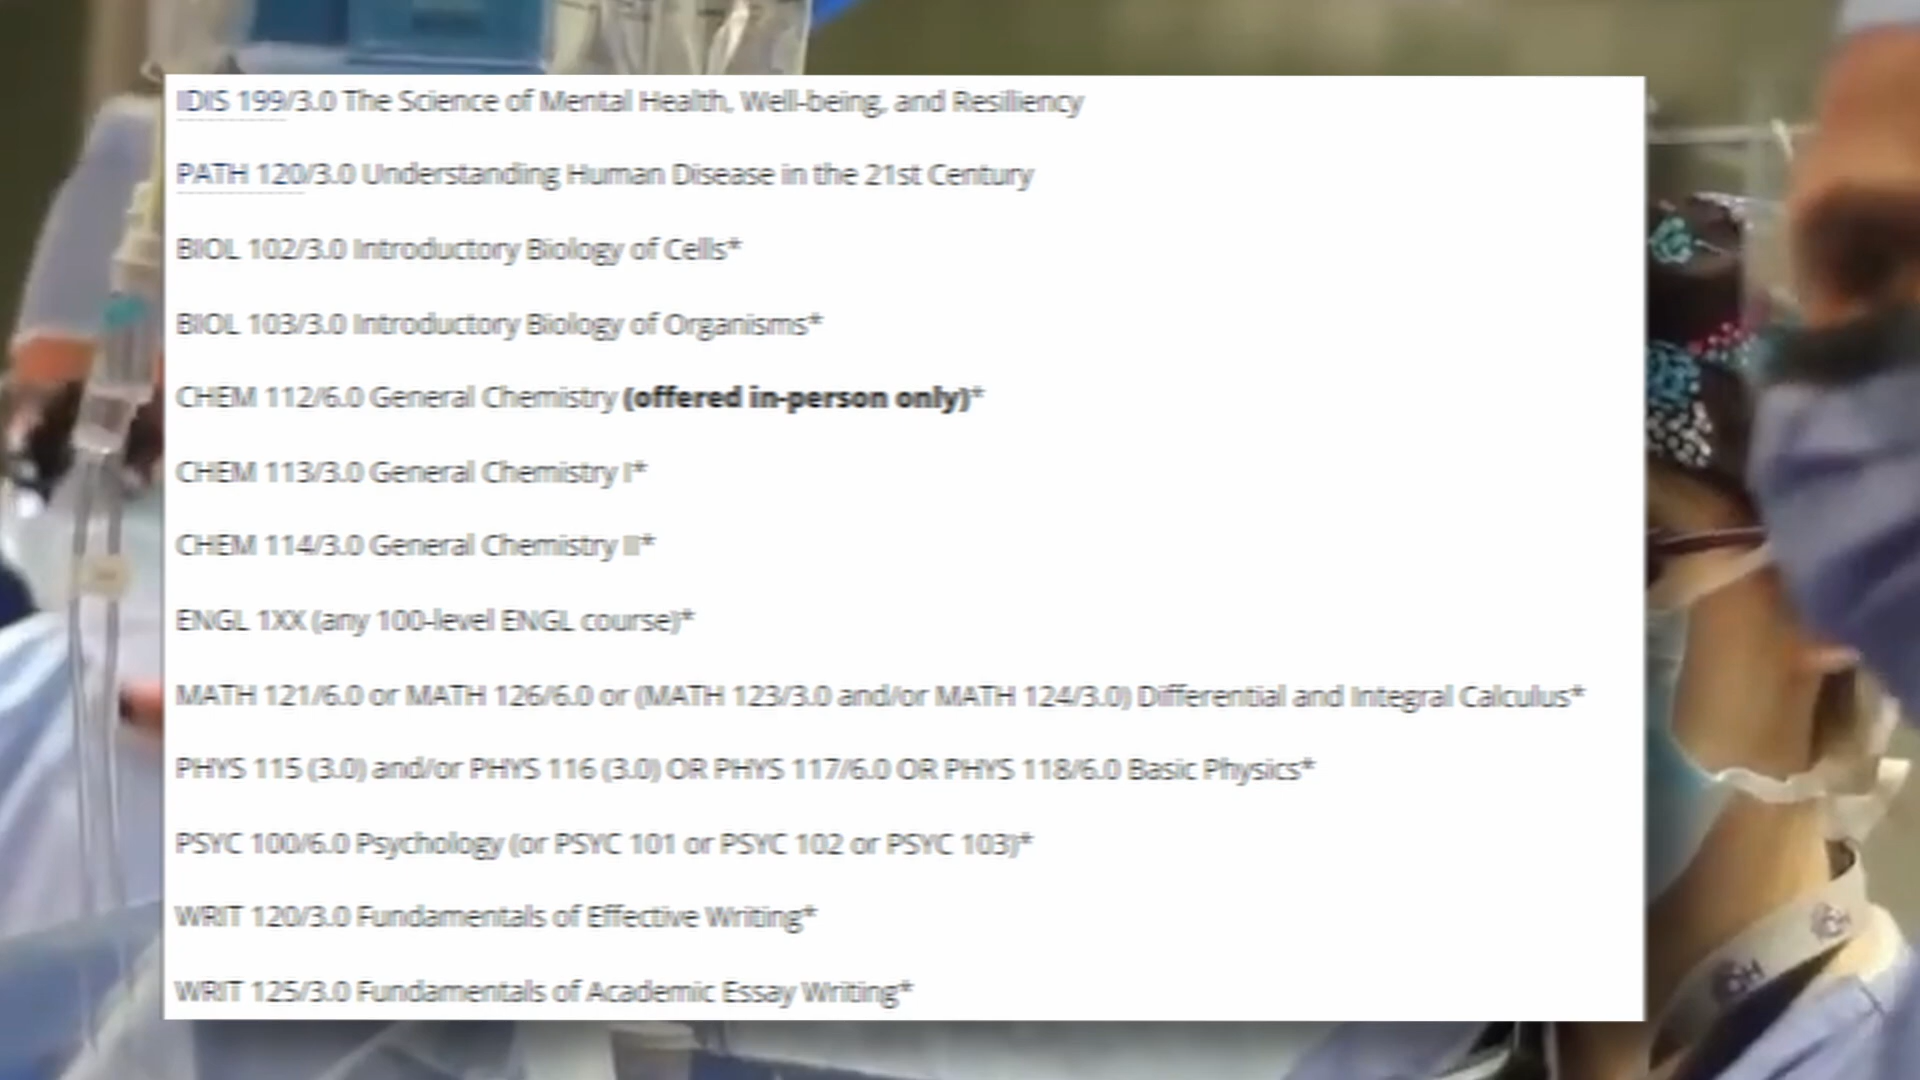 IDIS 199/3.0 The Science of Mental Health, Well-being, and Resiliency
PATH 120/3.0 Understanding Human Disease in the 21st Century
BIOL 102/3.0 Introductory Biology of Cells*
BIOL 103/3.0 Introductory Biology of Organisms*
CHEM 112/6.0 General Chemistry (offered in-person only)*
CHEM 113/3.0 General Chemistry I*
CHEM 114/3.0 General Chemistry II*
ENGL 1XX (any 100-level ENGL course)*
MATH 121/6.0 or MATH 126/6.0 or (MATH 123/3.0 and/or MATH 124/3.0) Differential and Integral Calculus*
PHYS 115 (3.0) and/or PHYS 116 (3.0) OR PHYS 117/6.0 OR PHYS 118/6.0 Basic Physics*
PSYC 100/6.0 Psychology (or PSYC 101 or PSYC 102 or PSYC 103)*
WRIT 120/3.0 Fundamentals of Effective Writing*
WRIT 125/3.0 Fundamentals of Academic Essay Writing*